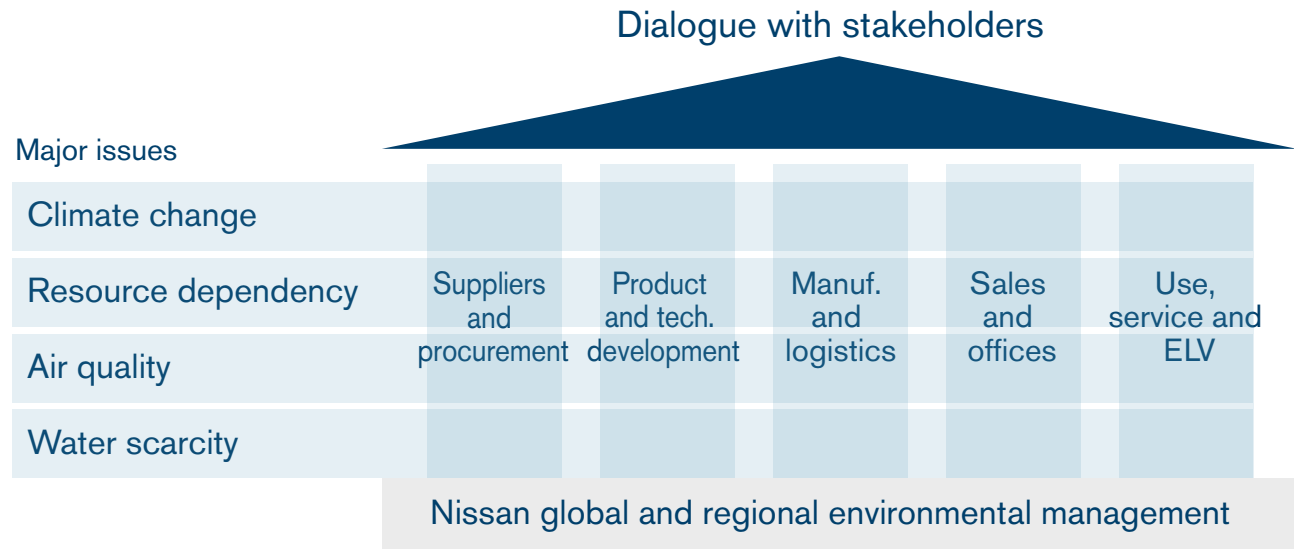 Dialogue with stakeholders
Major issues
Climate change
Resource dependency
Air quality
Water scarcity
Suppliers
and
procurement
Product
and tech.
development
Manuf.
and
logistics
Sales
and
offices
Use,
service and
ELV
Nissan global and regional environmental management